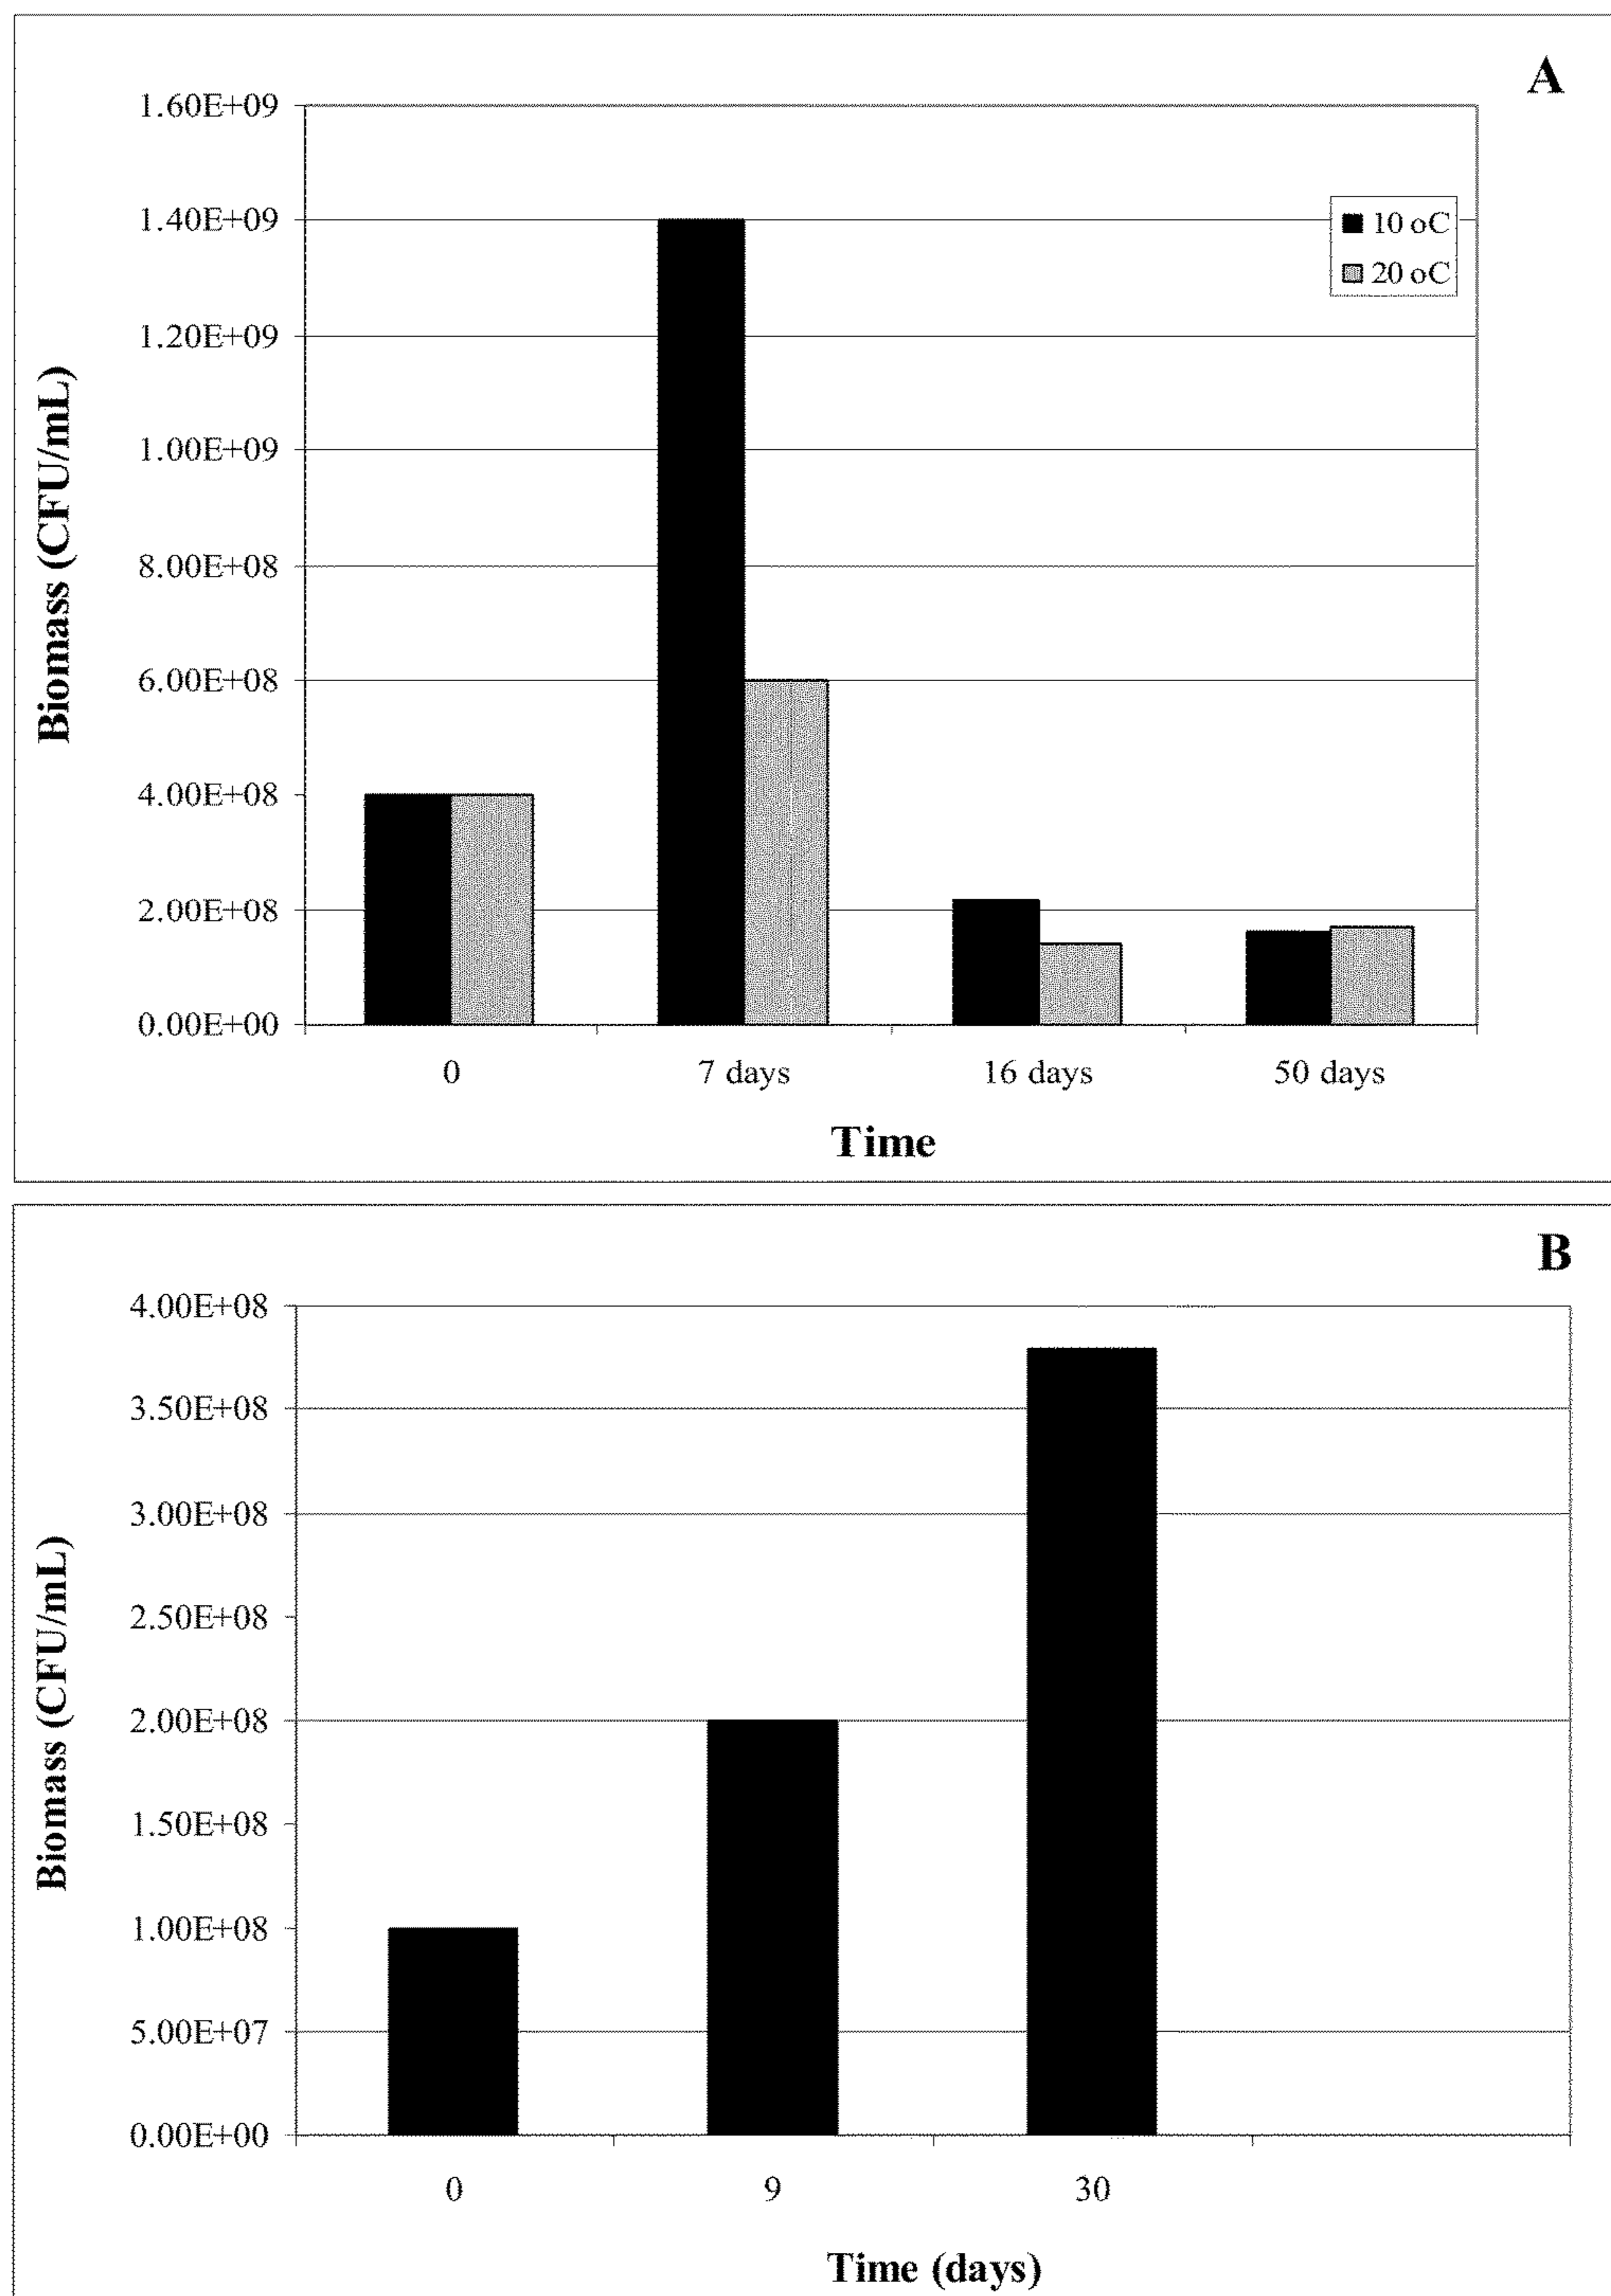 A
1.60E+09
1.40E+09
1.20E+09
1.00E+09
8.00E+08
6.00E+08
4.00E+08
2.00E+08
0.00E+00
Biomass (CFU/mL)
10 oC
20 oC
0 7 days 16 days 50 days
Time
B
4.00E+08
3.50E+08
3.00E+08
2.50E+08
2.00E+08
1.50E+08
1.00E+08
5.00E+07
0.00E+00
Biomass (CFU/mL)
0 9 30
Time (days)